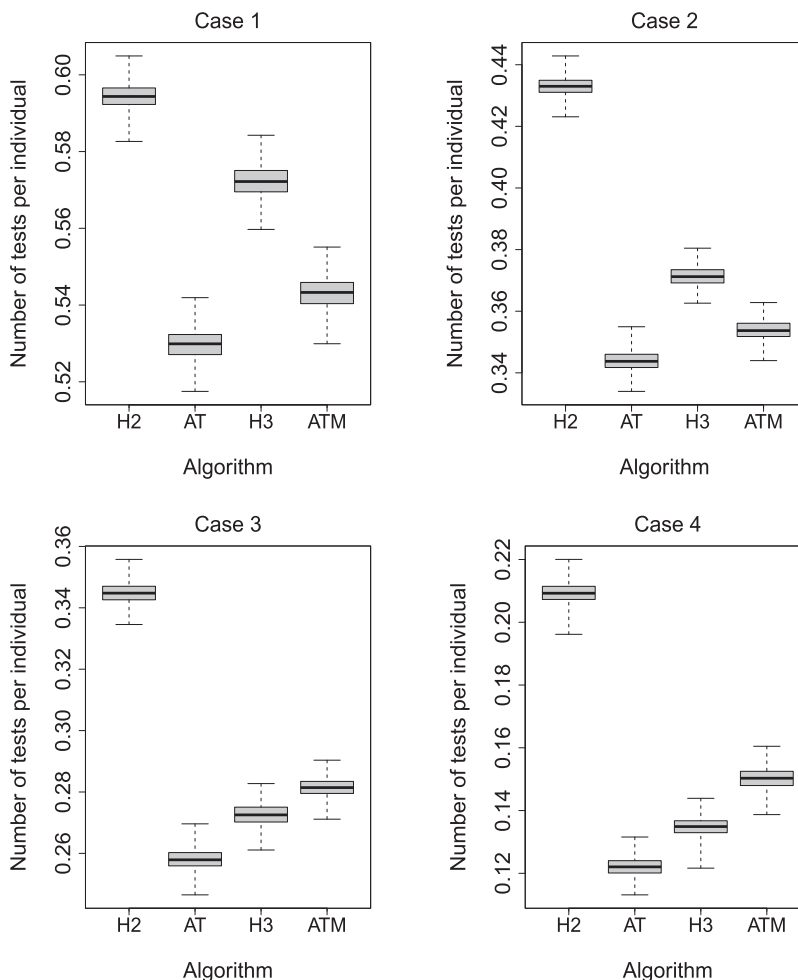 Case 1
Number of tests per individual
0.60
0.58
0.56
0.54
0.52
H2 AT H3 ATM
Algorithm
Case 2
Number of tests per individual
0.44
0.42
0.40
0.38
0.36
0.34
H2 AT H3 ATM
Algorithm
Case 3
Number of tests per individual
0.36
0.34
0.32
0.30
0.28
0.26
H2 AT H3 ATM
Algorithm
Case 4
Number of tests per individual
0.22
0.20
0.18
0.16
0.14
0.12
H2 AT H3 ATM
Algorithm